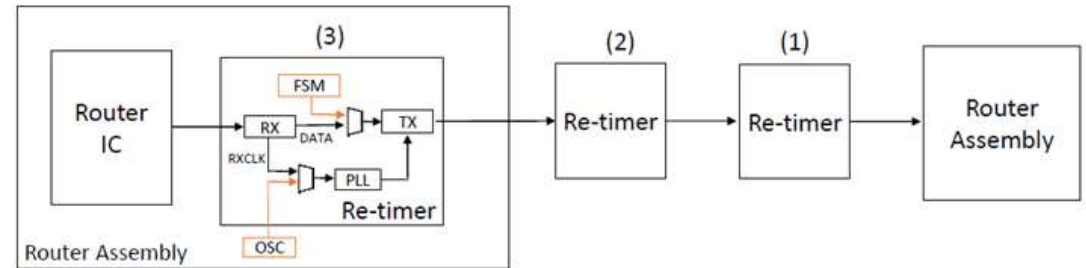 (3)
(2)
(1)
FSM
Router
IC
RX
DATA
TX
RXCLK
PLL
Re-timer
OSC
Router Assembly
Re-timer
Re-timer
Router
Assembly